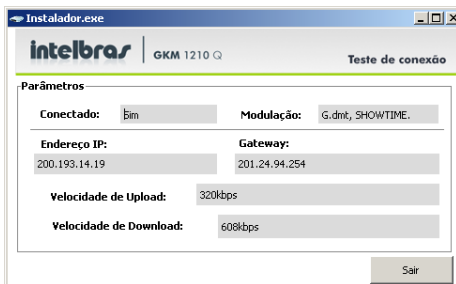 Instalador.exe
intelbras GKM 1210 Q Teste de conexão
Parâmetros
Conectado: Sim Modulação: G.dmt, SHOWTIME.
Endereço IP: Gateway:
200.193.14.19 201.24.94.254
Velocidade de Upload: 320kbps
Velocidade de Download: 608kbps
Sair